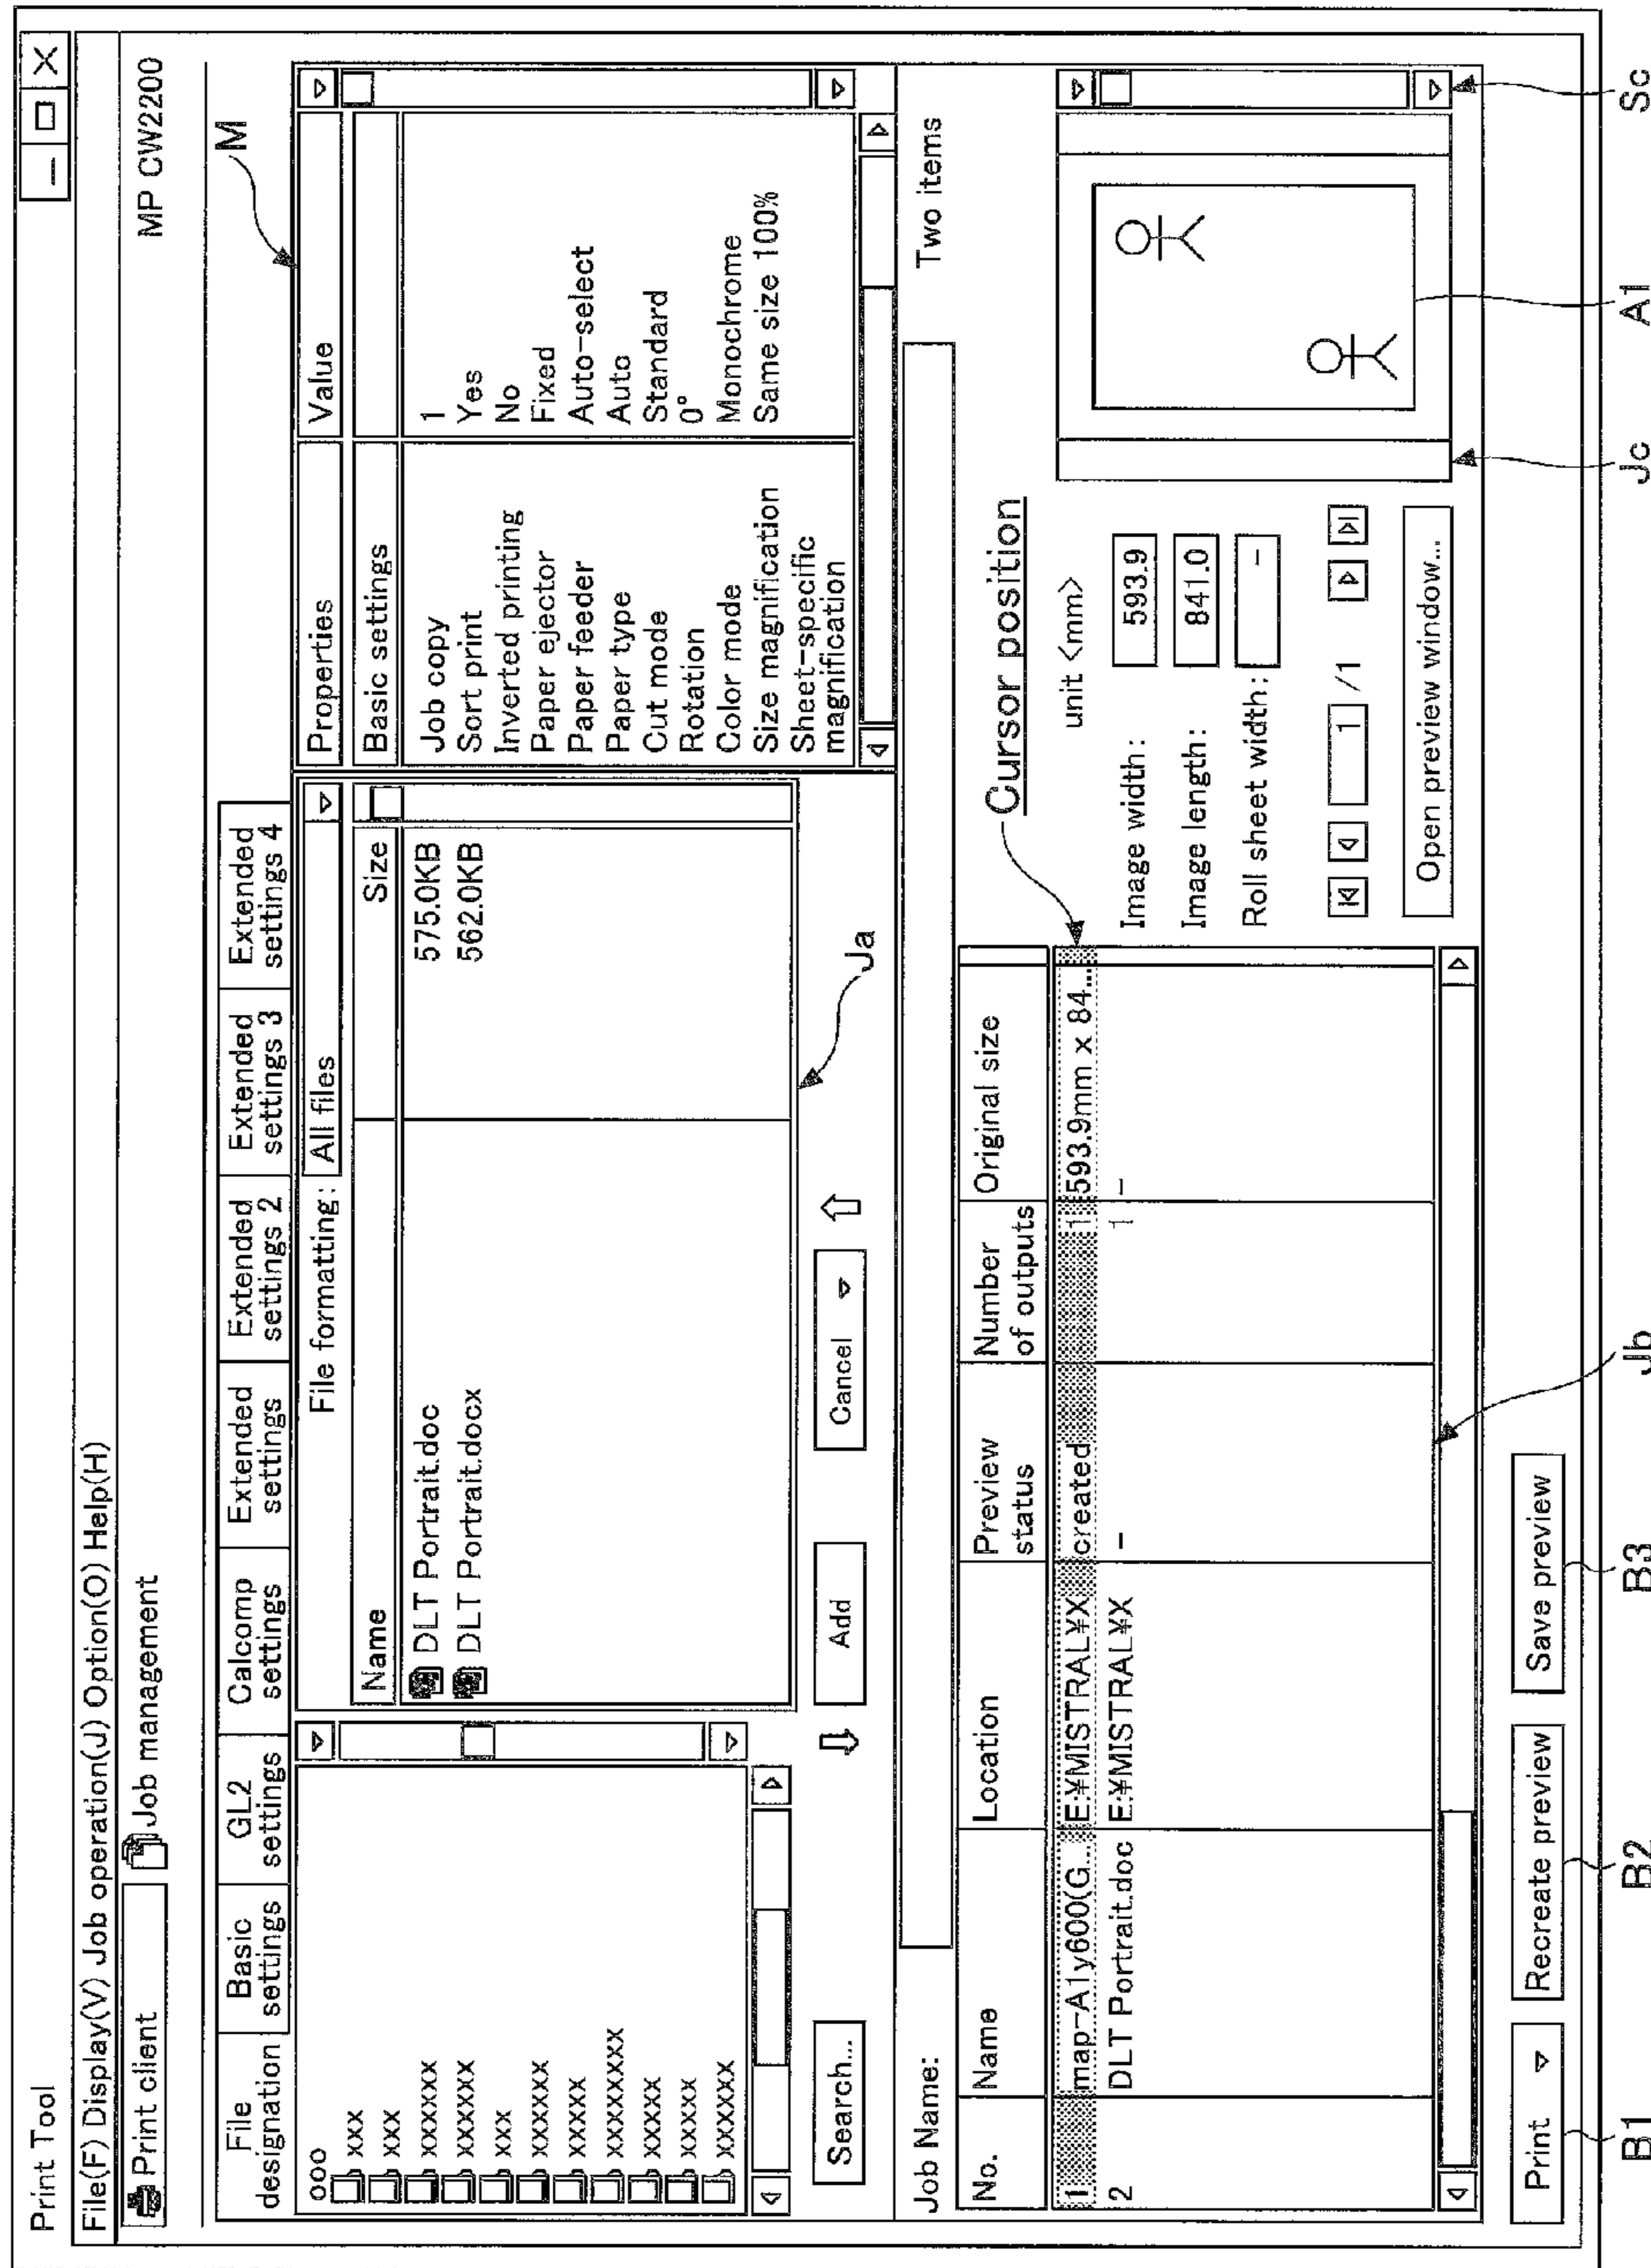 Print Tool
File(F) Display(V) Job operation(J) Option(O) Help(H)
Print client
Job management
MP CW2200
File designation
Basic settings
GL2 settings
Calcomp settings
Extended settings
Extended settings 2
Extended settings 3
Extended settings 4
M
ooo
xxx
xxx
xxxxxx
xxxxxx
xxx
xxxxxxx
xxxxx
xxxxxxxx
xxxxx
xxxxx
xxxxxx
Search...
File formatting: All files
Name Size
DLT Portrait.doc 575.0KB
DLT Portrait.docx 562.0KB
Add
Cancel
Ja
Properties Value
Basic settings
Job copy 1
Sort print Yes
Inverted printing No
Paper ejector Fixed
Paper feeder Auto-select
Paper type Auto
Cut mode Standard
Rotation 0°
Color mode Monochrome
Size magnification Same size 100%
Sheet-specific
magnification
Job Name:
Two items
No. Name Location Preview status Number of outputs Original size
1 map-A1y600(G... E:¥MISTRAL¥X created 1 593.9mm x 84...
2 DLT Portrait.doc E:¥MISTRAL¥X - 1 -
Cursor position
unit <mm>
Image width: 593.9
Image length: 841.0
Roll sheet width: -
1 /1
Open preview window...
Print
Recreate preview
Save preview
B1
B2
B3
Jb
Jc
A1
Sc